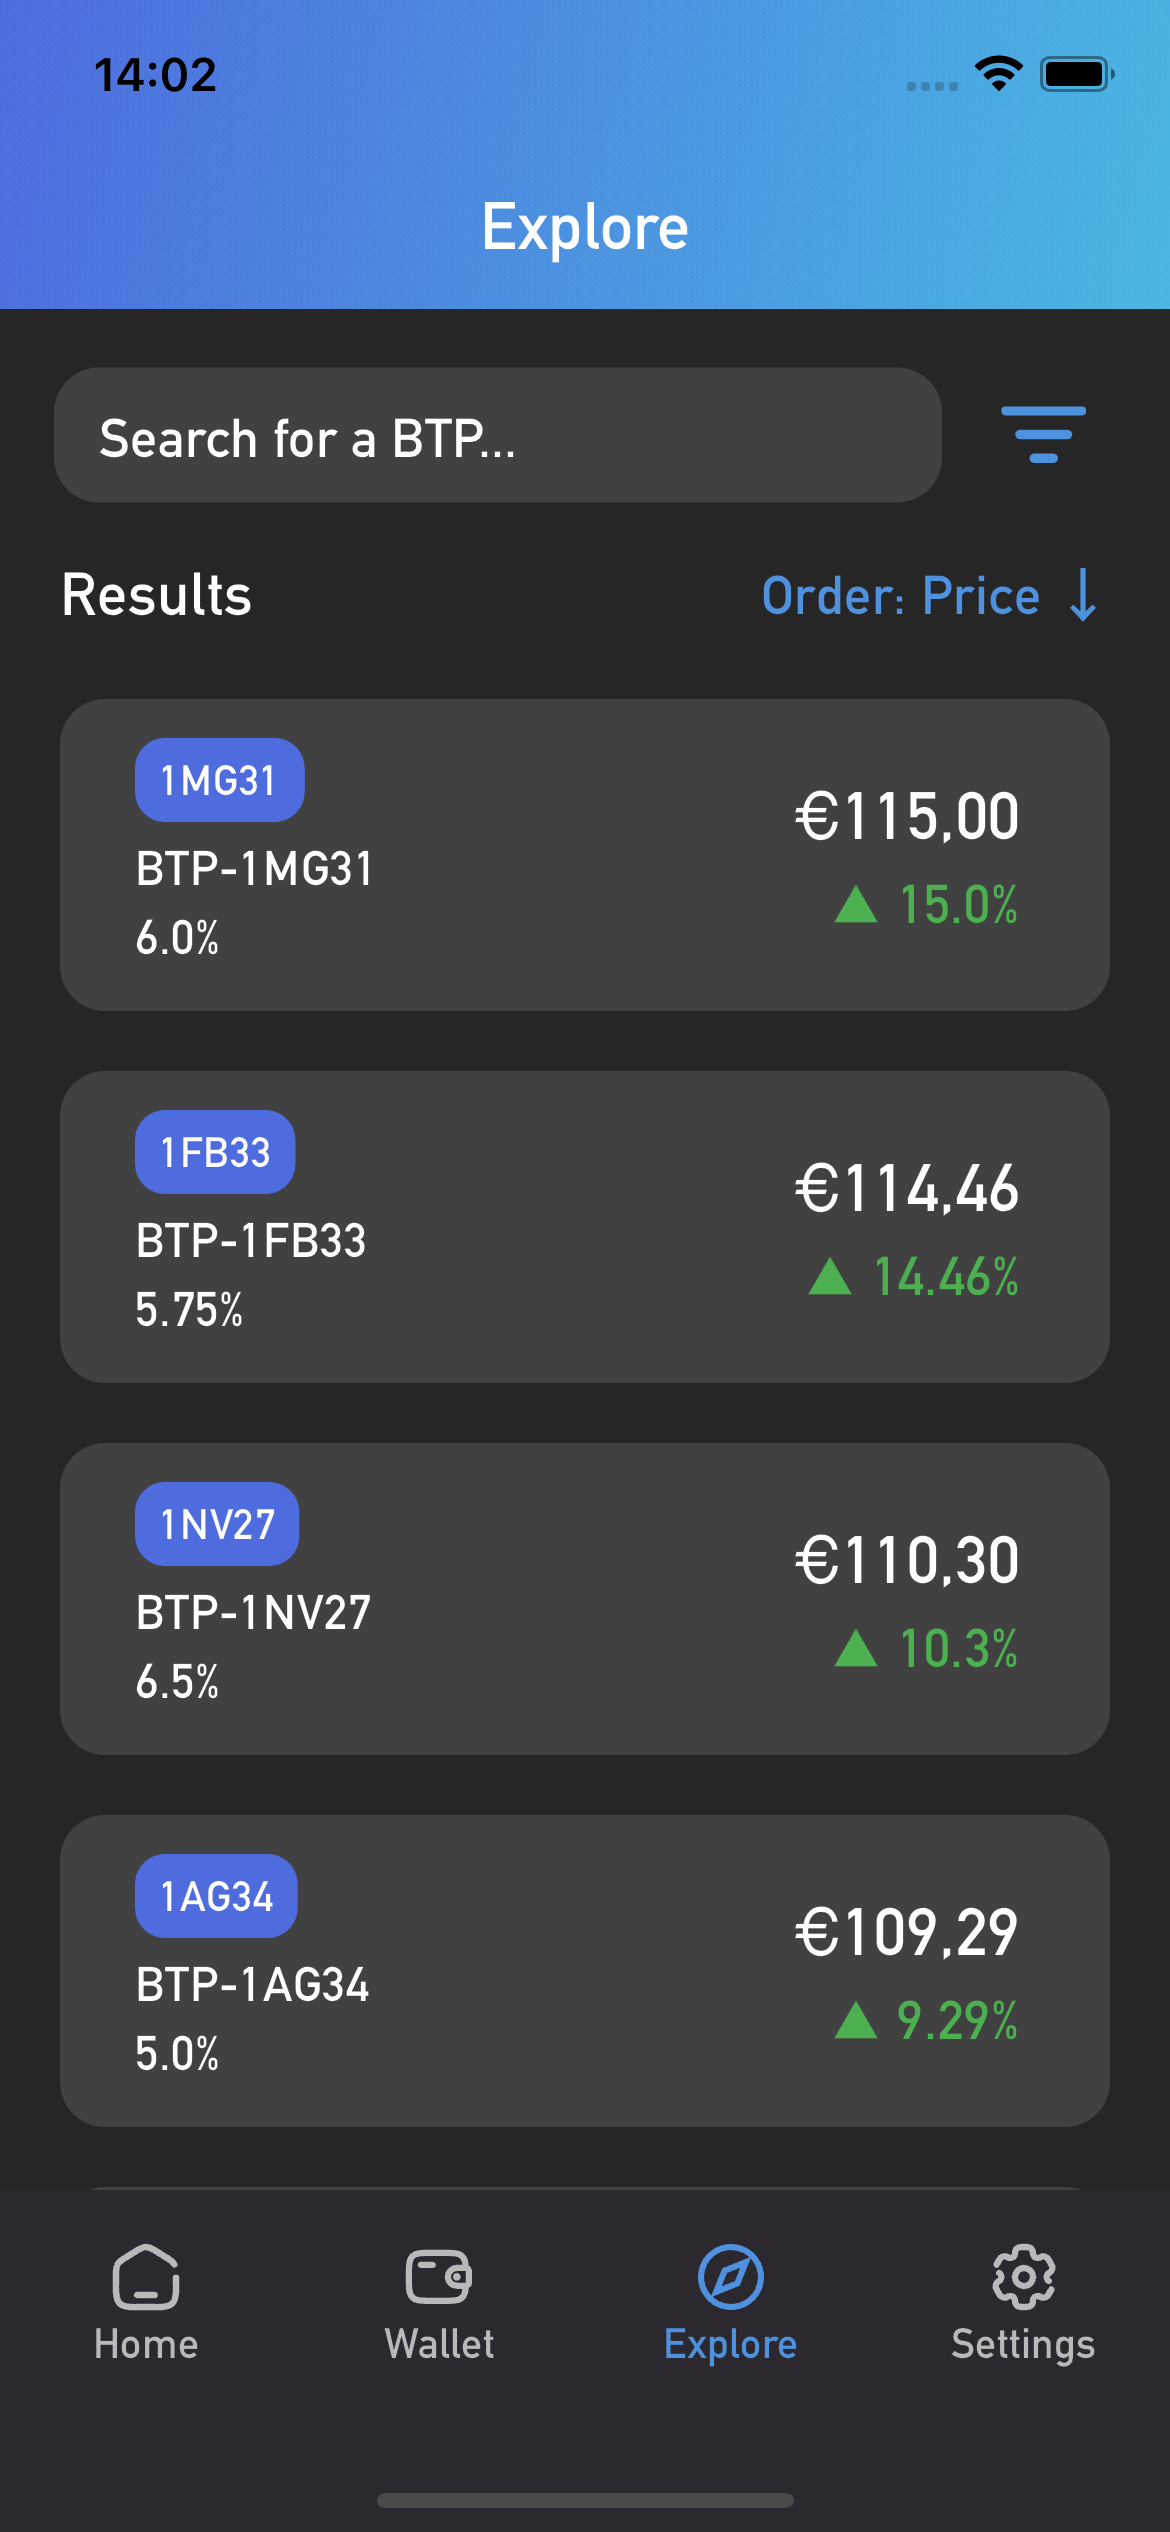 14:02
Explore
Search for a BTP...
Results
Order: Price ↓
1MG31
BTP-1MG31
6.0%
€115,00
▲ 15.0%
1FB33
BTP-1FB33
5.75%
€114,46
▲ 14.46%
1NV27
BTP-1NV27
6.5%
€110,30
▲ 10.3%
1AG34
BTP-1AG34
5.0%
€109,29
▲ 9.29%
Home
Wallet
Explore
Settings